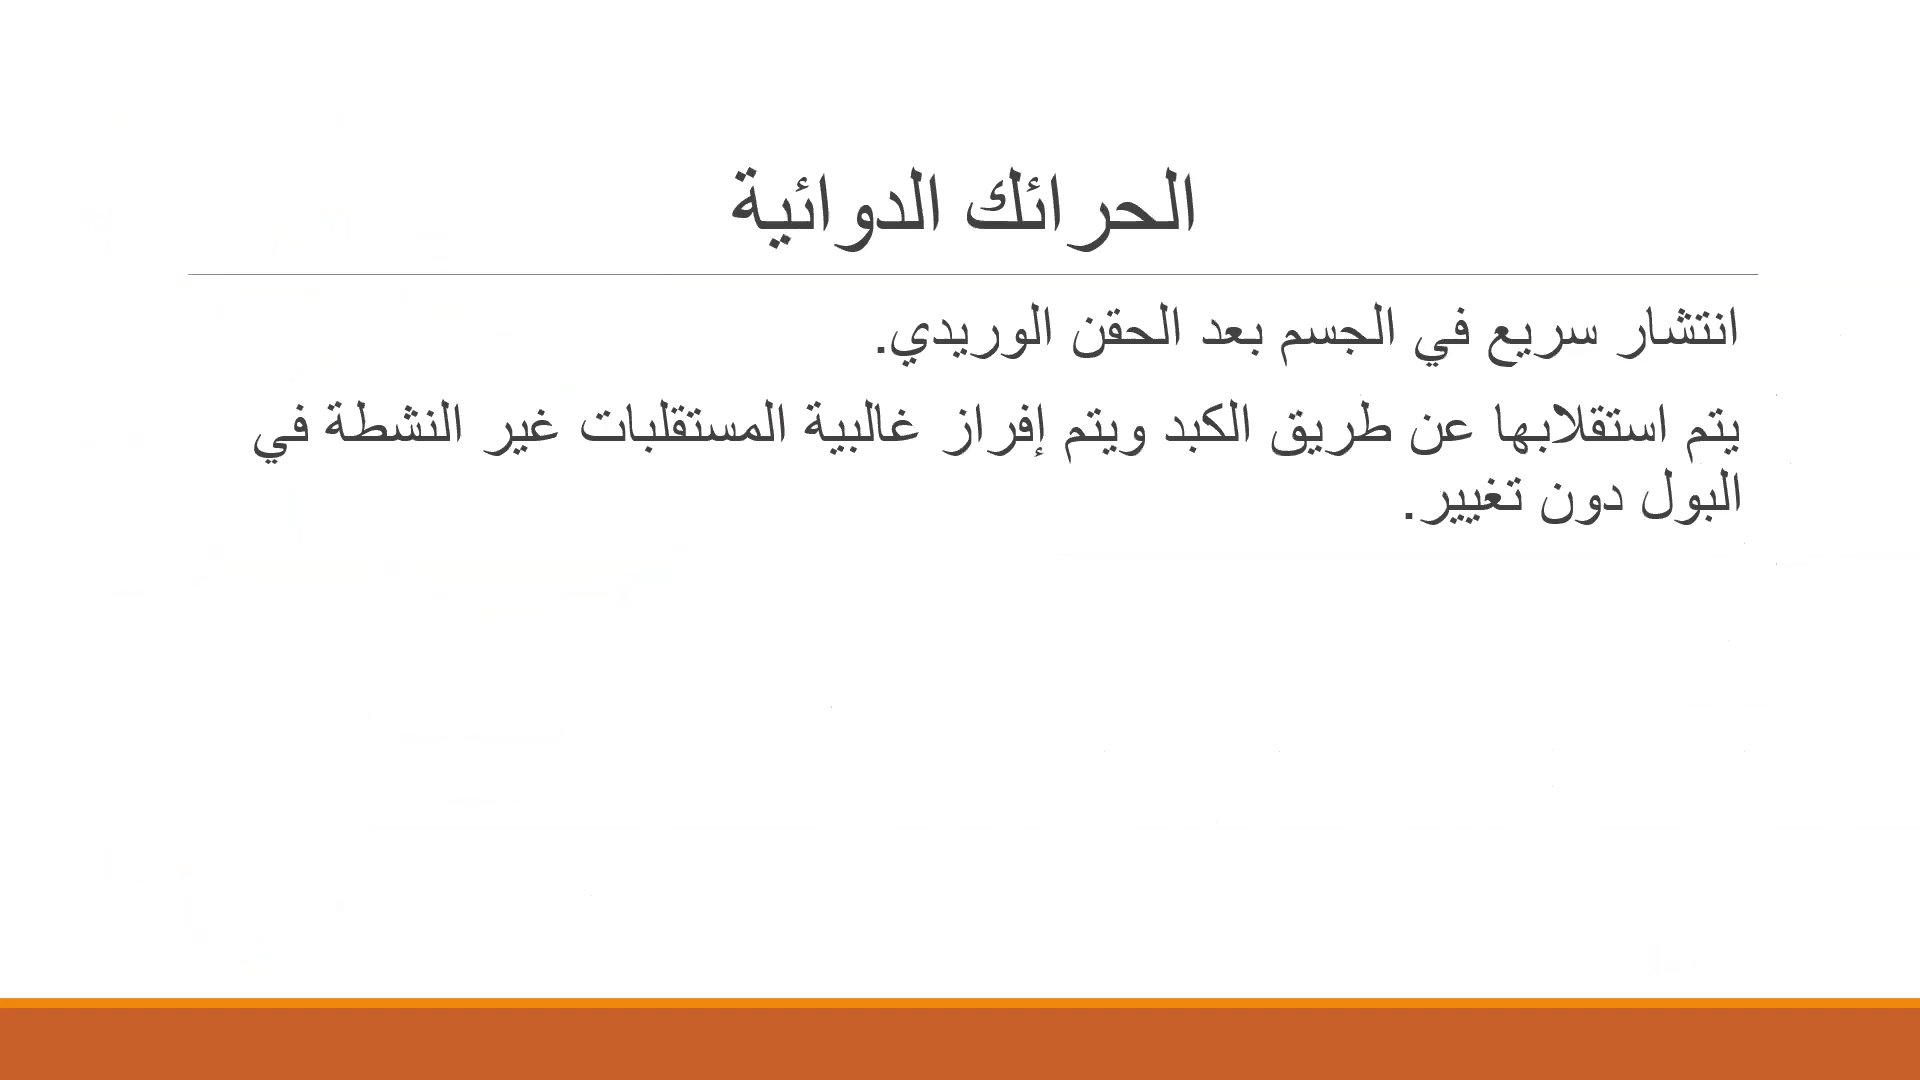 الحرائك الدوائية
انتشار سريع في الجسم بعد الحقن الوريدي.
يتم استقلابها عن طريق الكبد ويتم إفراز غالبية المستقلبات غير النشطة في
البول دون تغيير.